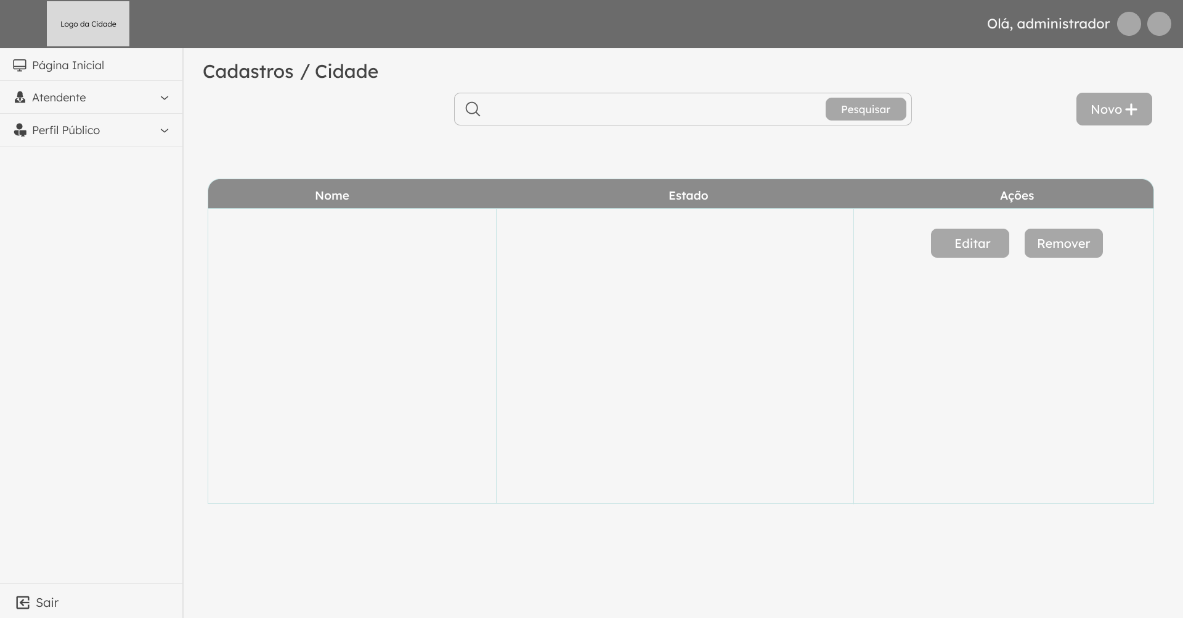 Logo da Cidade
Olá, administrador
Página Inicial
Atendente
Perfil Público
Cadastros / Cidade
Pesquisar
Novo
Nome Estado Ações
Editar Remover
Sair